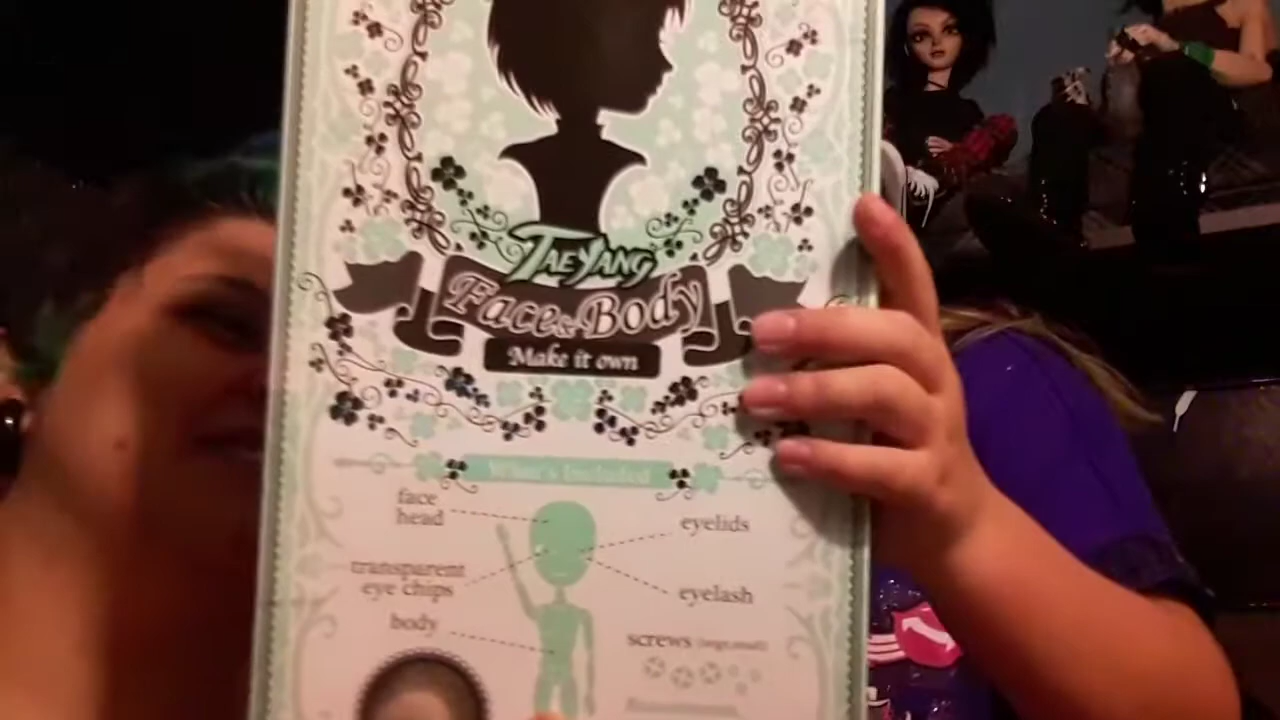 TAEYANG
Face & Body
Make it own
What's Included
face
head
eyelids
transparent
eye chips
eyelash
body
screws